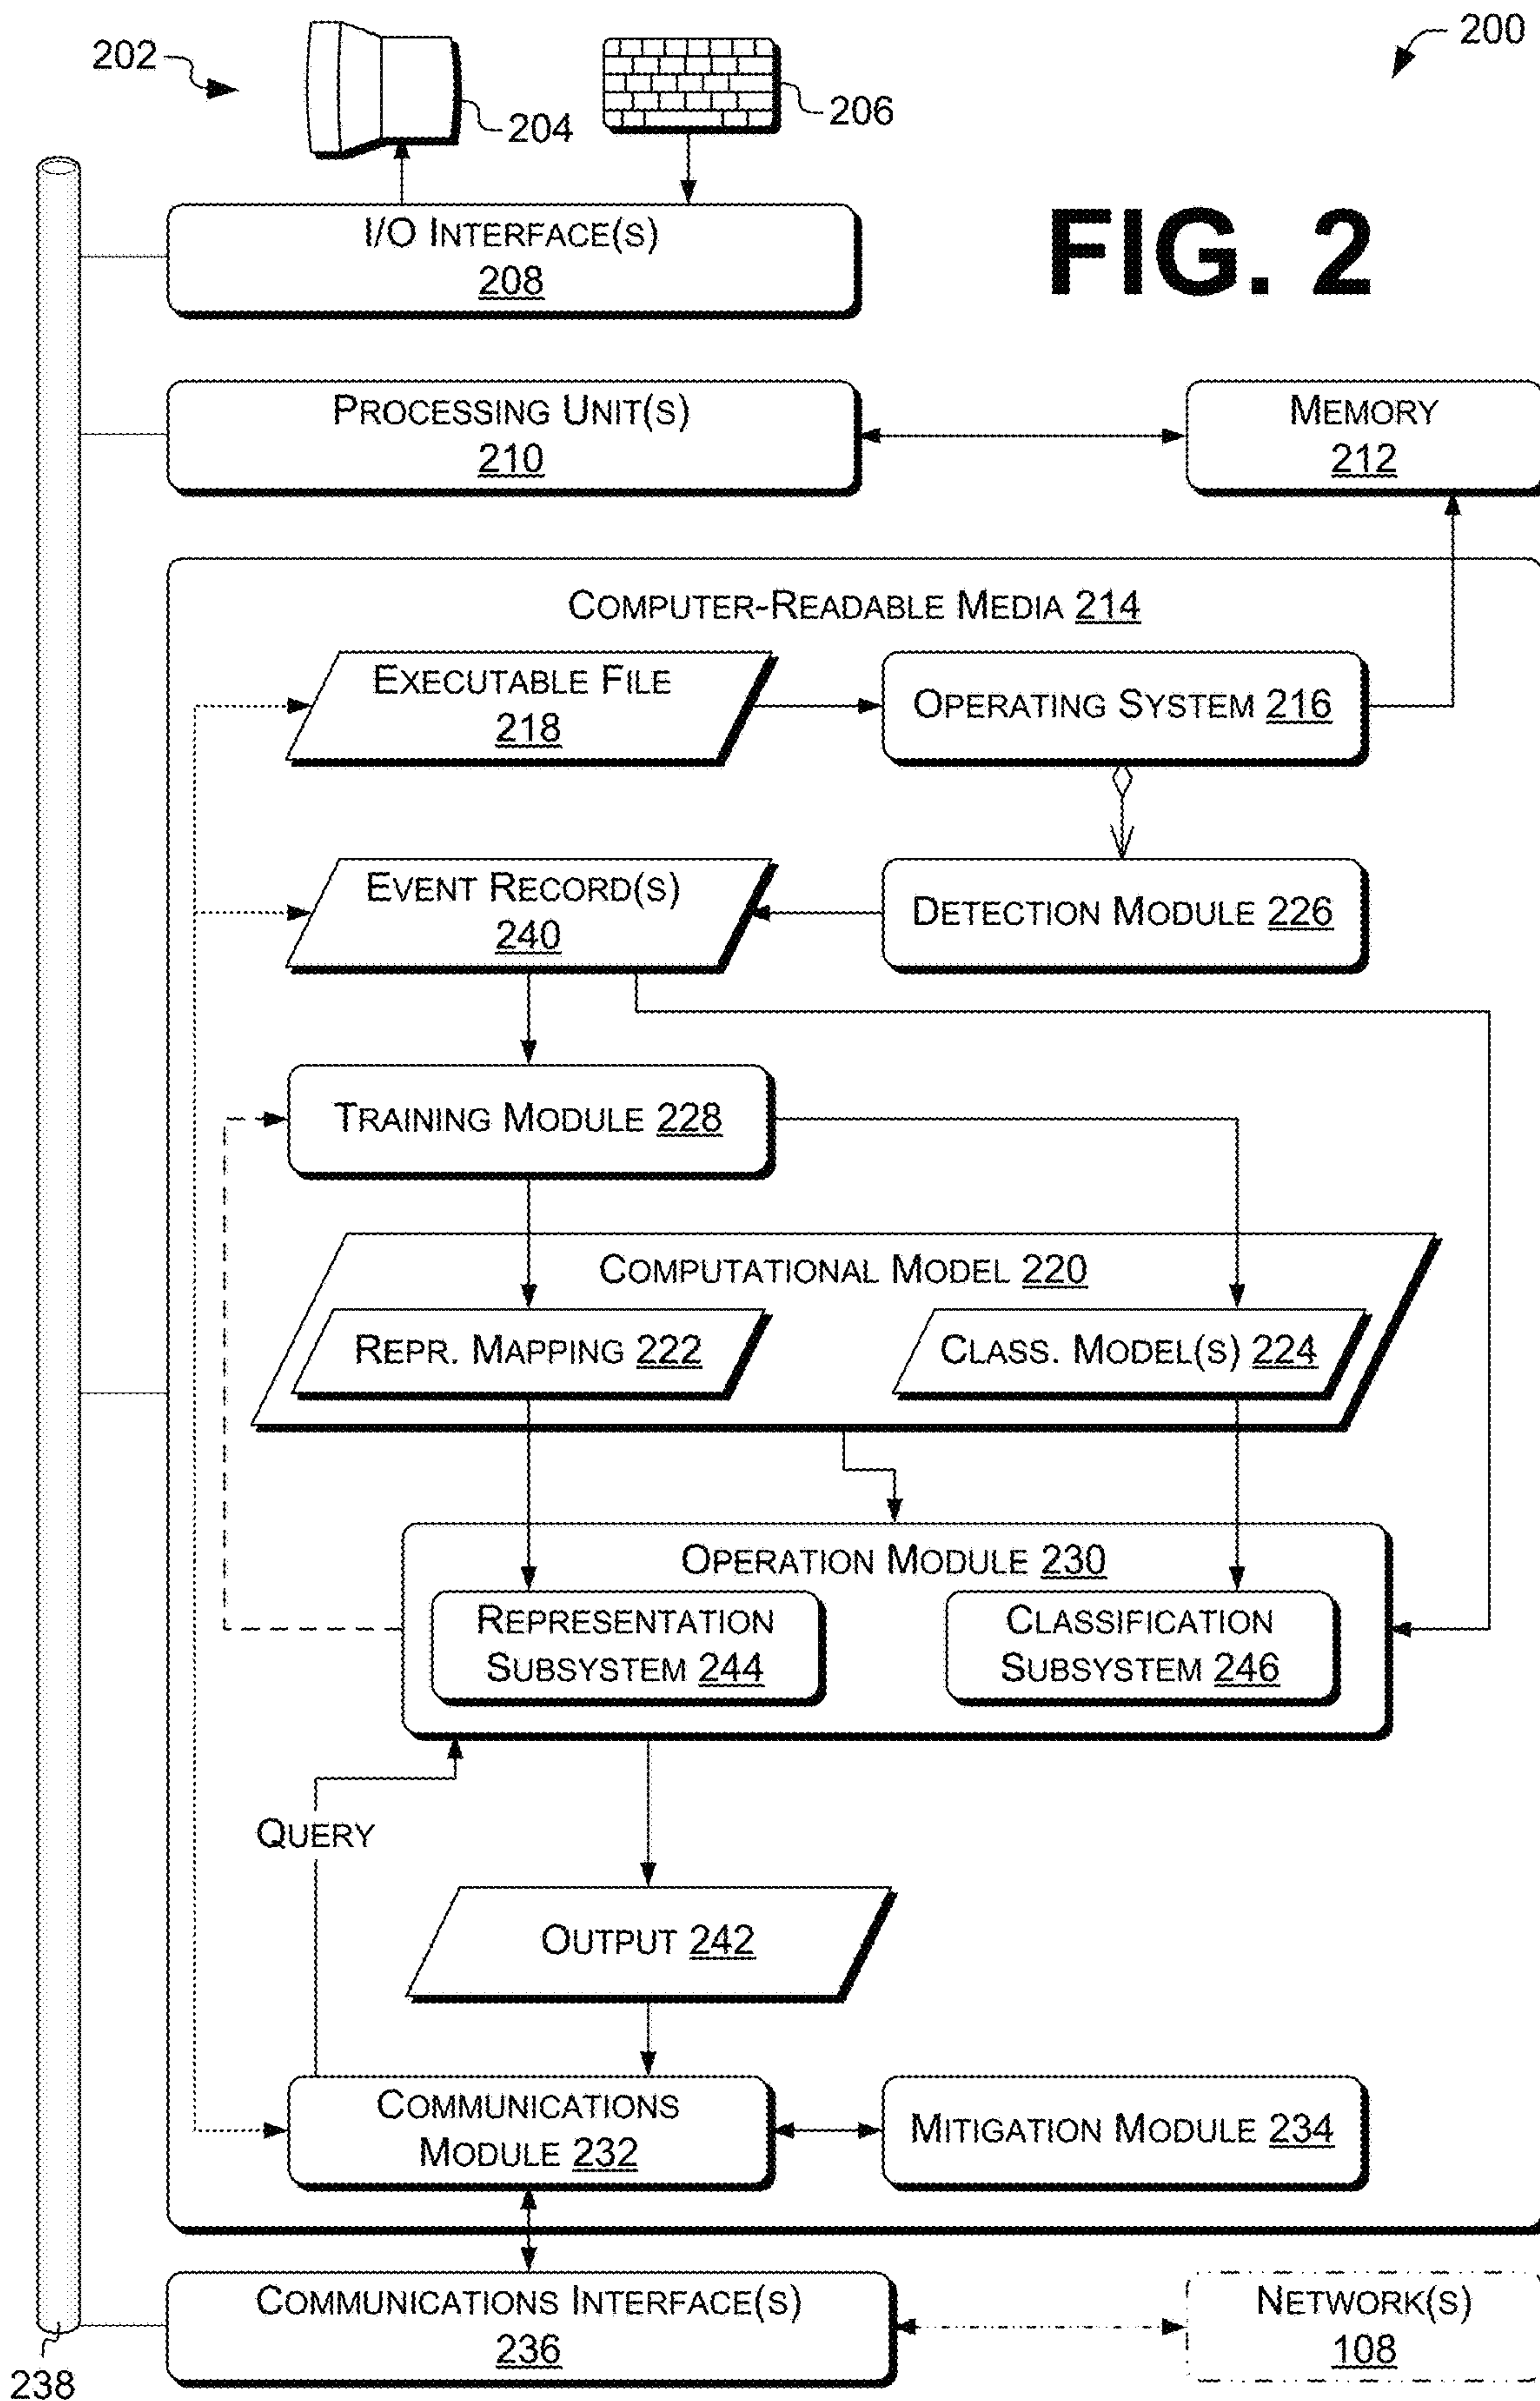 200
202
204
206
I/O INTERFACE(S)
208
FIG. 2
PROCESSING UNIT(S)
210
MEMORY
212
COMPUTER-READABLE MEDIA 214
EXECUTABLE FILE
218
OPERATING SYSTEM 216
EVENT RECORD(S)
240
DETECTION MODULE 226
TRAINING MODULE 228
COMPUTATIONAL MODEL 220
REPR. MAPPING 222
CLASS. MODEL(S) 224
OPERATION MODULE 230
REPRESENTATION
SUBSYSTEM 244
CLASSIFICATION
SUBSYSTEM 246
QUERY
OUTPUT 242
COMMUNICATIONS
MODULE 232
MITIGATION MODULE 234
COMMUNICATIONS INTERFACE(S)
236
NETWORK(S)
108
238